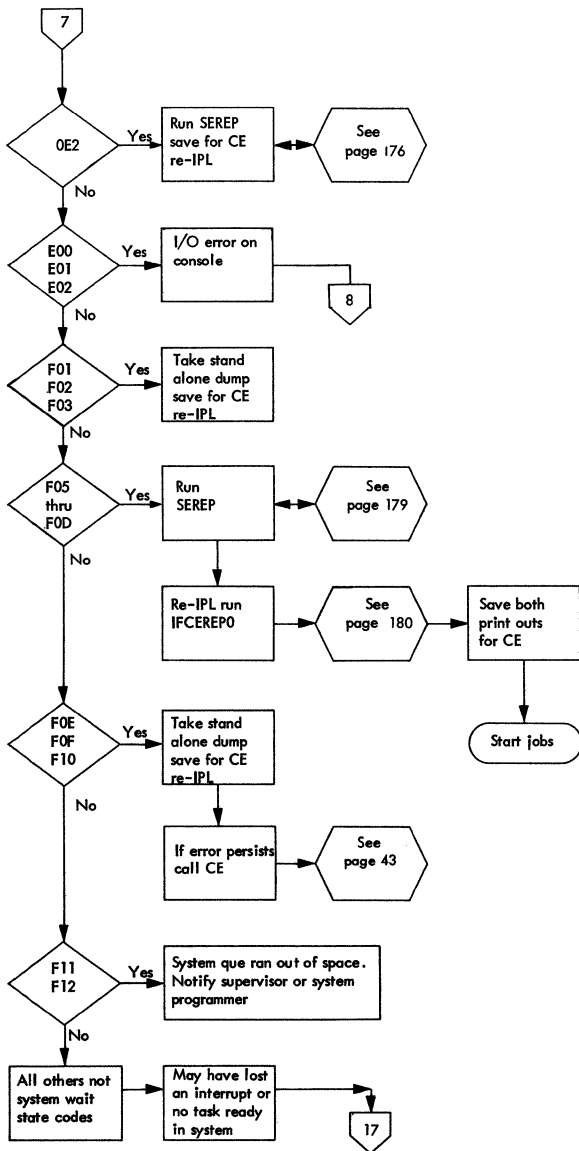 7
0E2
Yes
Run SEREP
save for CE
re-IPL
See
page 176
No
E00
E01
E02
Yes
I/O error on
console
8
No
F01
F02
F03
Yes
Take stand
alone dump
save for CE
re-IPL
No
F05
thru
F0D
Yes
Run
SEREP
See
page 179
No
Re-IPL run
IFCEREP0
See
page 180
Save both
print outs
for CE
Start jobs
F0E
F0F
F10
Yes
Take stand
alone dump
save for CE
re-IPL
No
If error persists
call CE
See
page 43
F11
F12
Yes
System que ran out of space.
Notify supervisor or system
programmer
No
All others not
system wait
state codes
May have lost
an interrupt or
no task ready
in system
17